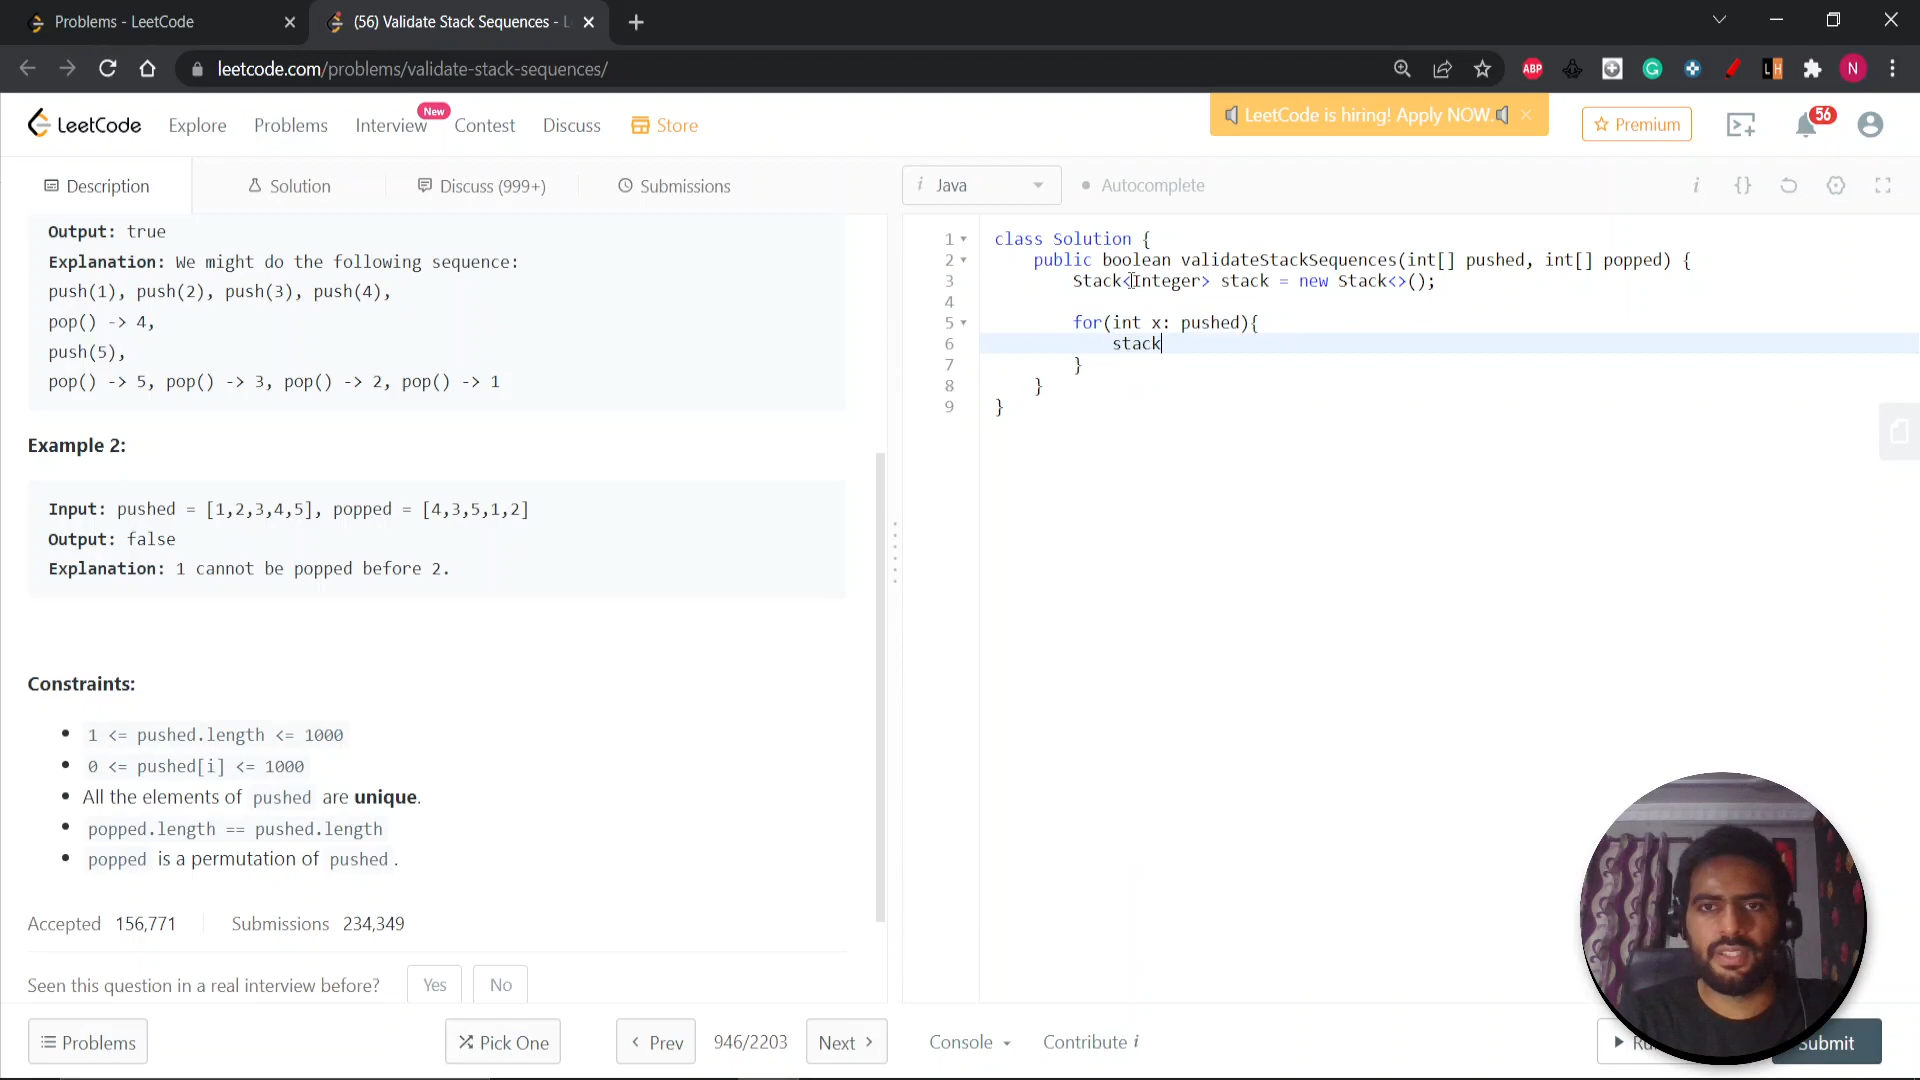 Problems - LeetCode
(56) Validate Stack Sequences - L
leetcode.com/problems/validate-stack-sequences/
ABP
G
LH
N
LeetCode
Explore
Problems
Interview
New
Contest
Discuss
Store
LeetCode is hiring! Apply NOW.
Premium
56
Description
Solution
Discuss (999+)
Submissions
i Java
Autocomplete
i
{}
Output: true
Explanation: We might do the following sequence:
push(1), push(2), push(3), push(4),
pop() -> 4,
push(5),
pop() -> 5, pop() -> 3, pop() -> 2, pop() -> 1
Example 2:
Input: pushed = [1,2,3,4,5], popped = [4,3,5,1,2]
Output: false
Explanation: 1 cannot be popped before 2.
Constraints:
1 <= pushed.length <= 1000
0 <= pushed[i] <= 1000
All the elements of pushed are unique.
popped.length == pushed.length
popped is a permutation of pushed.
Accepted 156,771
Submissions 234,349
Seen this question in a real interview before?
Yes
No
1 class Solution {
2 public boolean validateStackSequences(int[] pushed, int[] popped) {
3 Stack<Integer> stack = new Stack<>();
4
5 for(int x: pushed){
6 stack
7 }
8 }
9 }
Problems
Pick One
Prev
946/2203
Next
Console
Contribute i
Submit